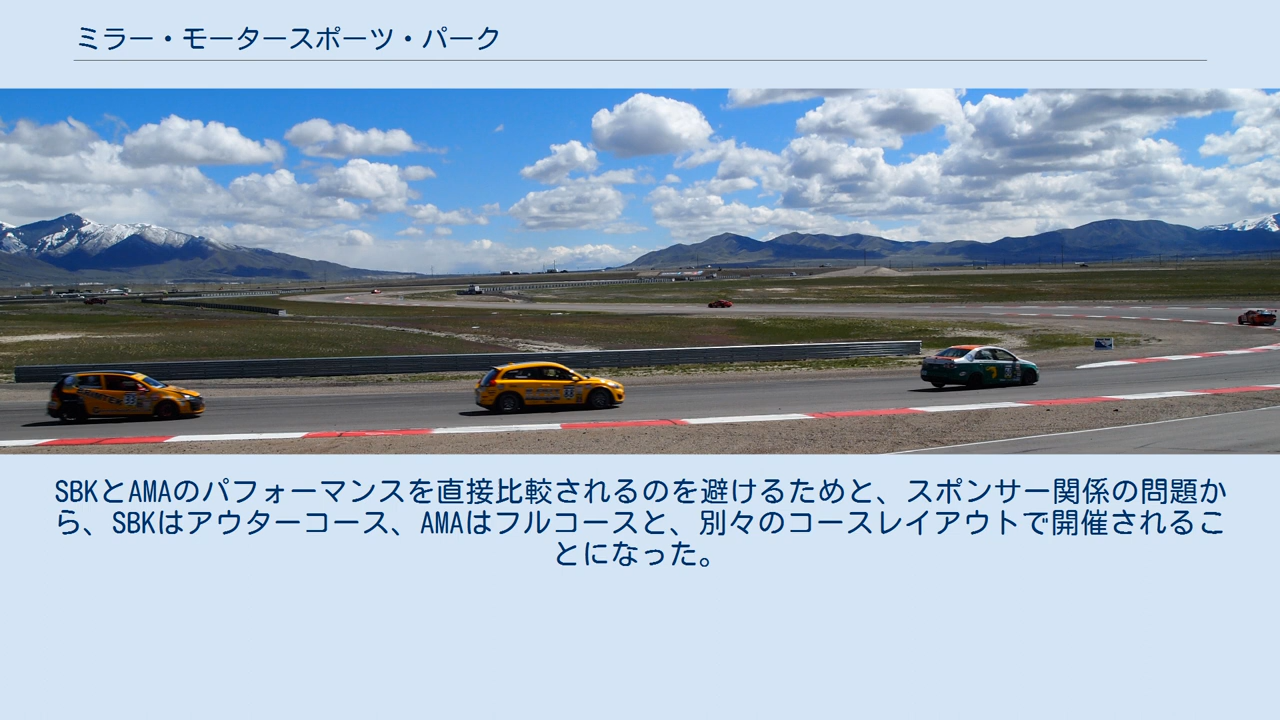 ミラー・モータースポーツ・パーク
SBKとAMAのパフォーマンスを直接比較されるのを避けるためと、スポンサー関係の問題か
ら、SBKはアウターコース、AMAはフルコースと、別々のコースレイアウトで開催されるこ
とになった。